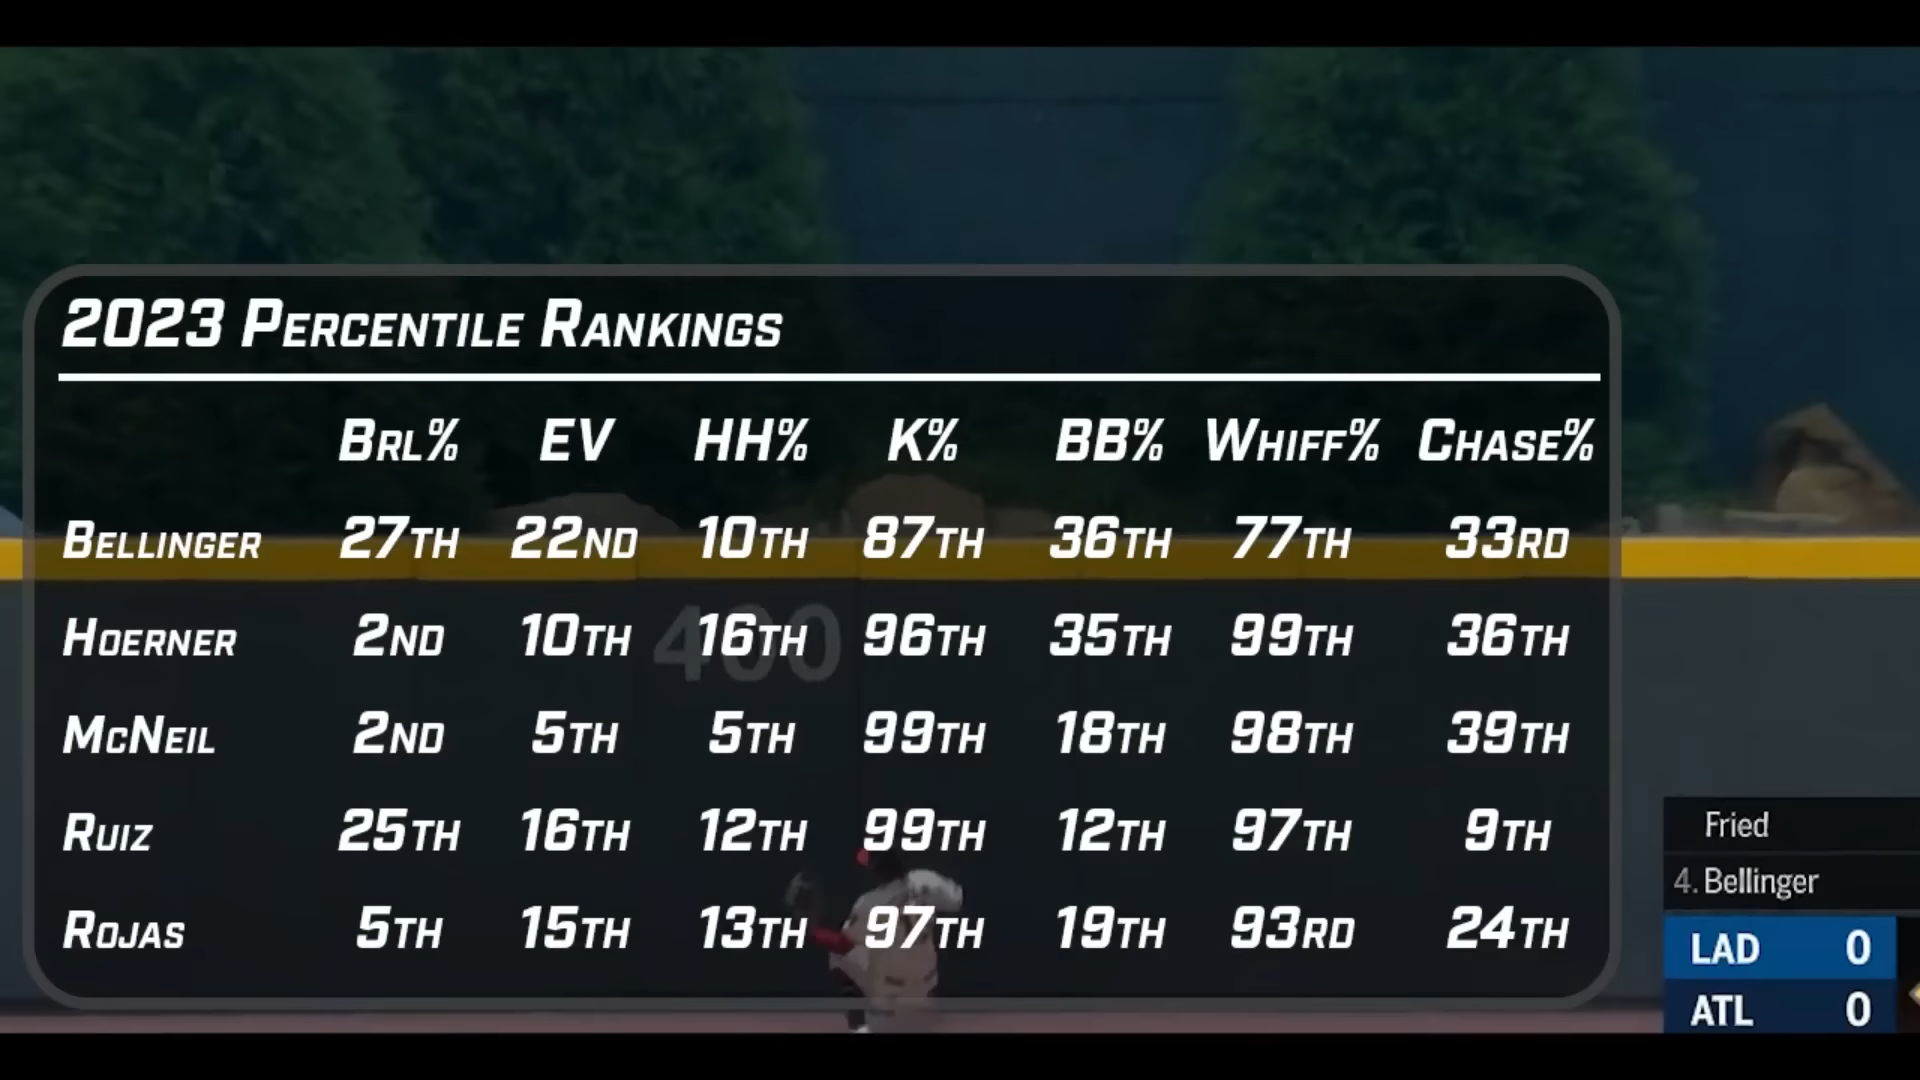 2023 PERCENTILE RANKINGS
BRL% EV HH% K% BB% WHIFF% CHASE%
BELLINGER 27TH 22ND 10TH 87TH 36TH 77TH 33RD
HOERNER 2ND 10TH 16TH 96TH 35TH 99TH 36TH
400
MCNEIL 2ND 5TH 5TH 99TH 18TH 98TH 39TH
RUIZ 25TH 16TH 12TH 99TH 12TH 97TH 9TH
ROJAS 5TH 15TH 13TH 97TH 19TH 93RD 24TH
Fried
4. Bellinger
LAD 0
ATL 0